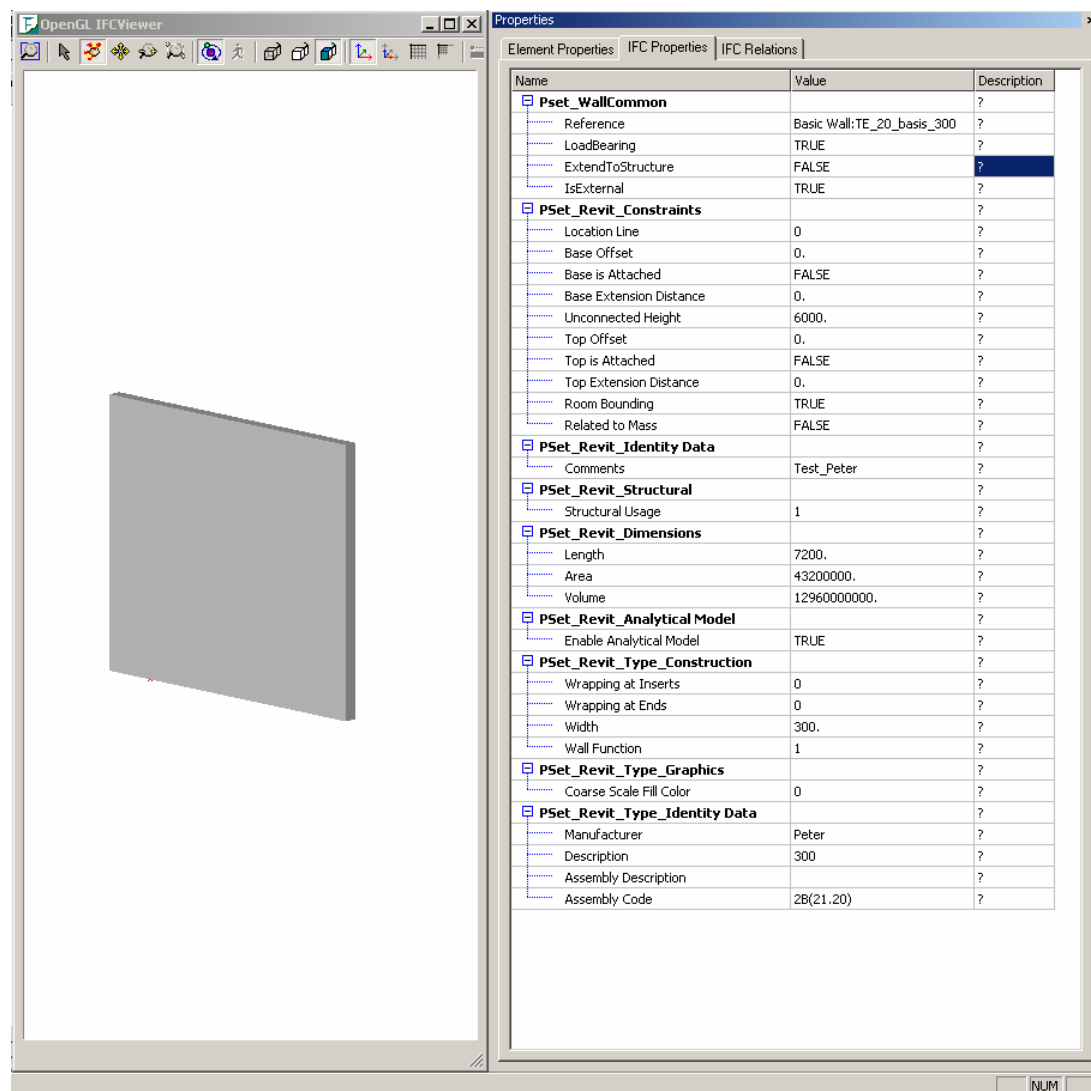 OpenGL IFCViewer
Properties
Element Properties IFC Properties IFC Relations
Name Value Description
Pset_WallCommon ?
Reference Basic Wall:TE_20_basis_300 ?
LoadBearing TRUE ?
ExtendToStructure FALSE ?
IsExternal TRUE ?
PSet_Revit_Constraints ?
Location Line 0 ?
Base Offset 0. ?
Base is Attached FALSE ?
Base Extension Distance 0. ?
Unconnected Height 6000. ?
Top Offset 0. ?
Top is Attached FALSE ?
Top Extension Distance 0. ?
Room Bounding TRUE ?
Related to Mass FALSE ?
PSet_Revit_Identity Data ?
Comments Test_Peter ?
PSet_Revit_Structural ?
Structural Usage 1 ?
PSet_Revit_Dimensions ?
Length 7200. ?
Area 43200000. ?
Volume 12960000000. ?
PSet_Revit_Analytical Model ?
Enable Analytical Model TRUE ?
PSet_Revit_Type_Construction ?
Wrapping at Inserts 0 ?
Wrapping at Ends 0 ?
Width 300. ?
Wall Function 1 ?
PSet_Revit_Type_Graphics ?
Coarse Scale Fill Color 0 ?
PSet_Revit_Type_Identity Data ?
Manufacturer Peter ?
Description 300 ?
Assembly Description ?
Assembly Code 2B(21.20) ?
NUM